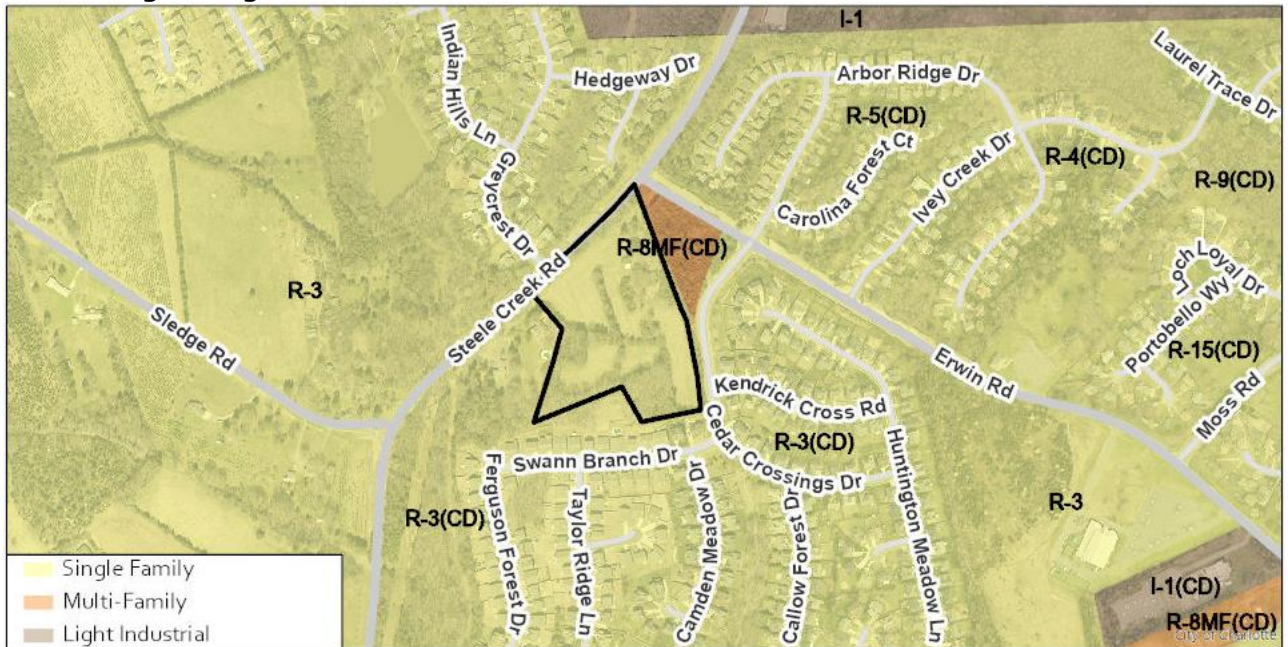 I-1
Laurel Trace Dr
Indian Hills Ln
Hedgeway Dr
Arbor Ridge Dr
R-5(CD)
Carolina Forest Ct
Ivey Creek Dr
R-4(CD)
R-9(CD)
Greycrest Dr
R-8MF(CD)
Loch Loyal Dr
Portobello Wy
R-3
Steele Creek Rd
Sledge Rd
R-15(CD)
Erwin Rd
Moss Rd
Kendrick Cross Rd
R-3(CD)
Cedar Crossings Dr
Swann Branch Dr
Huntington Meadow Ln
Ferguson Forest Dr
Taylor Ridge Ln
Camden Meadow Dr
Callow Forest Dr
R-3(CD)
R-3
I-1(CD)
R-8MF(CD)
City of Charlotte
Single Family
Multi-Family
Light Industrial